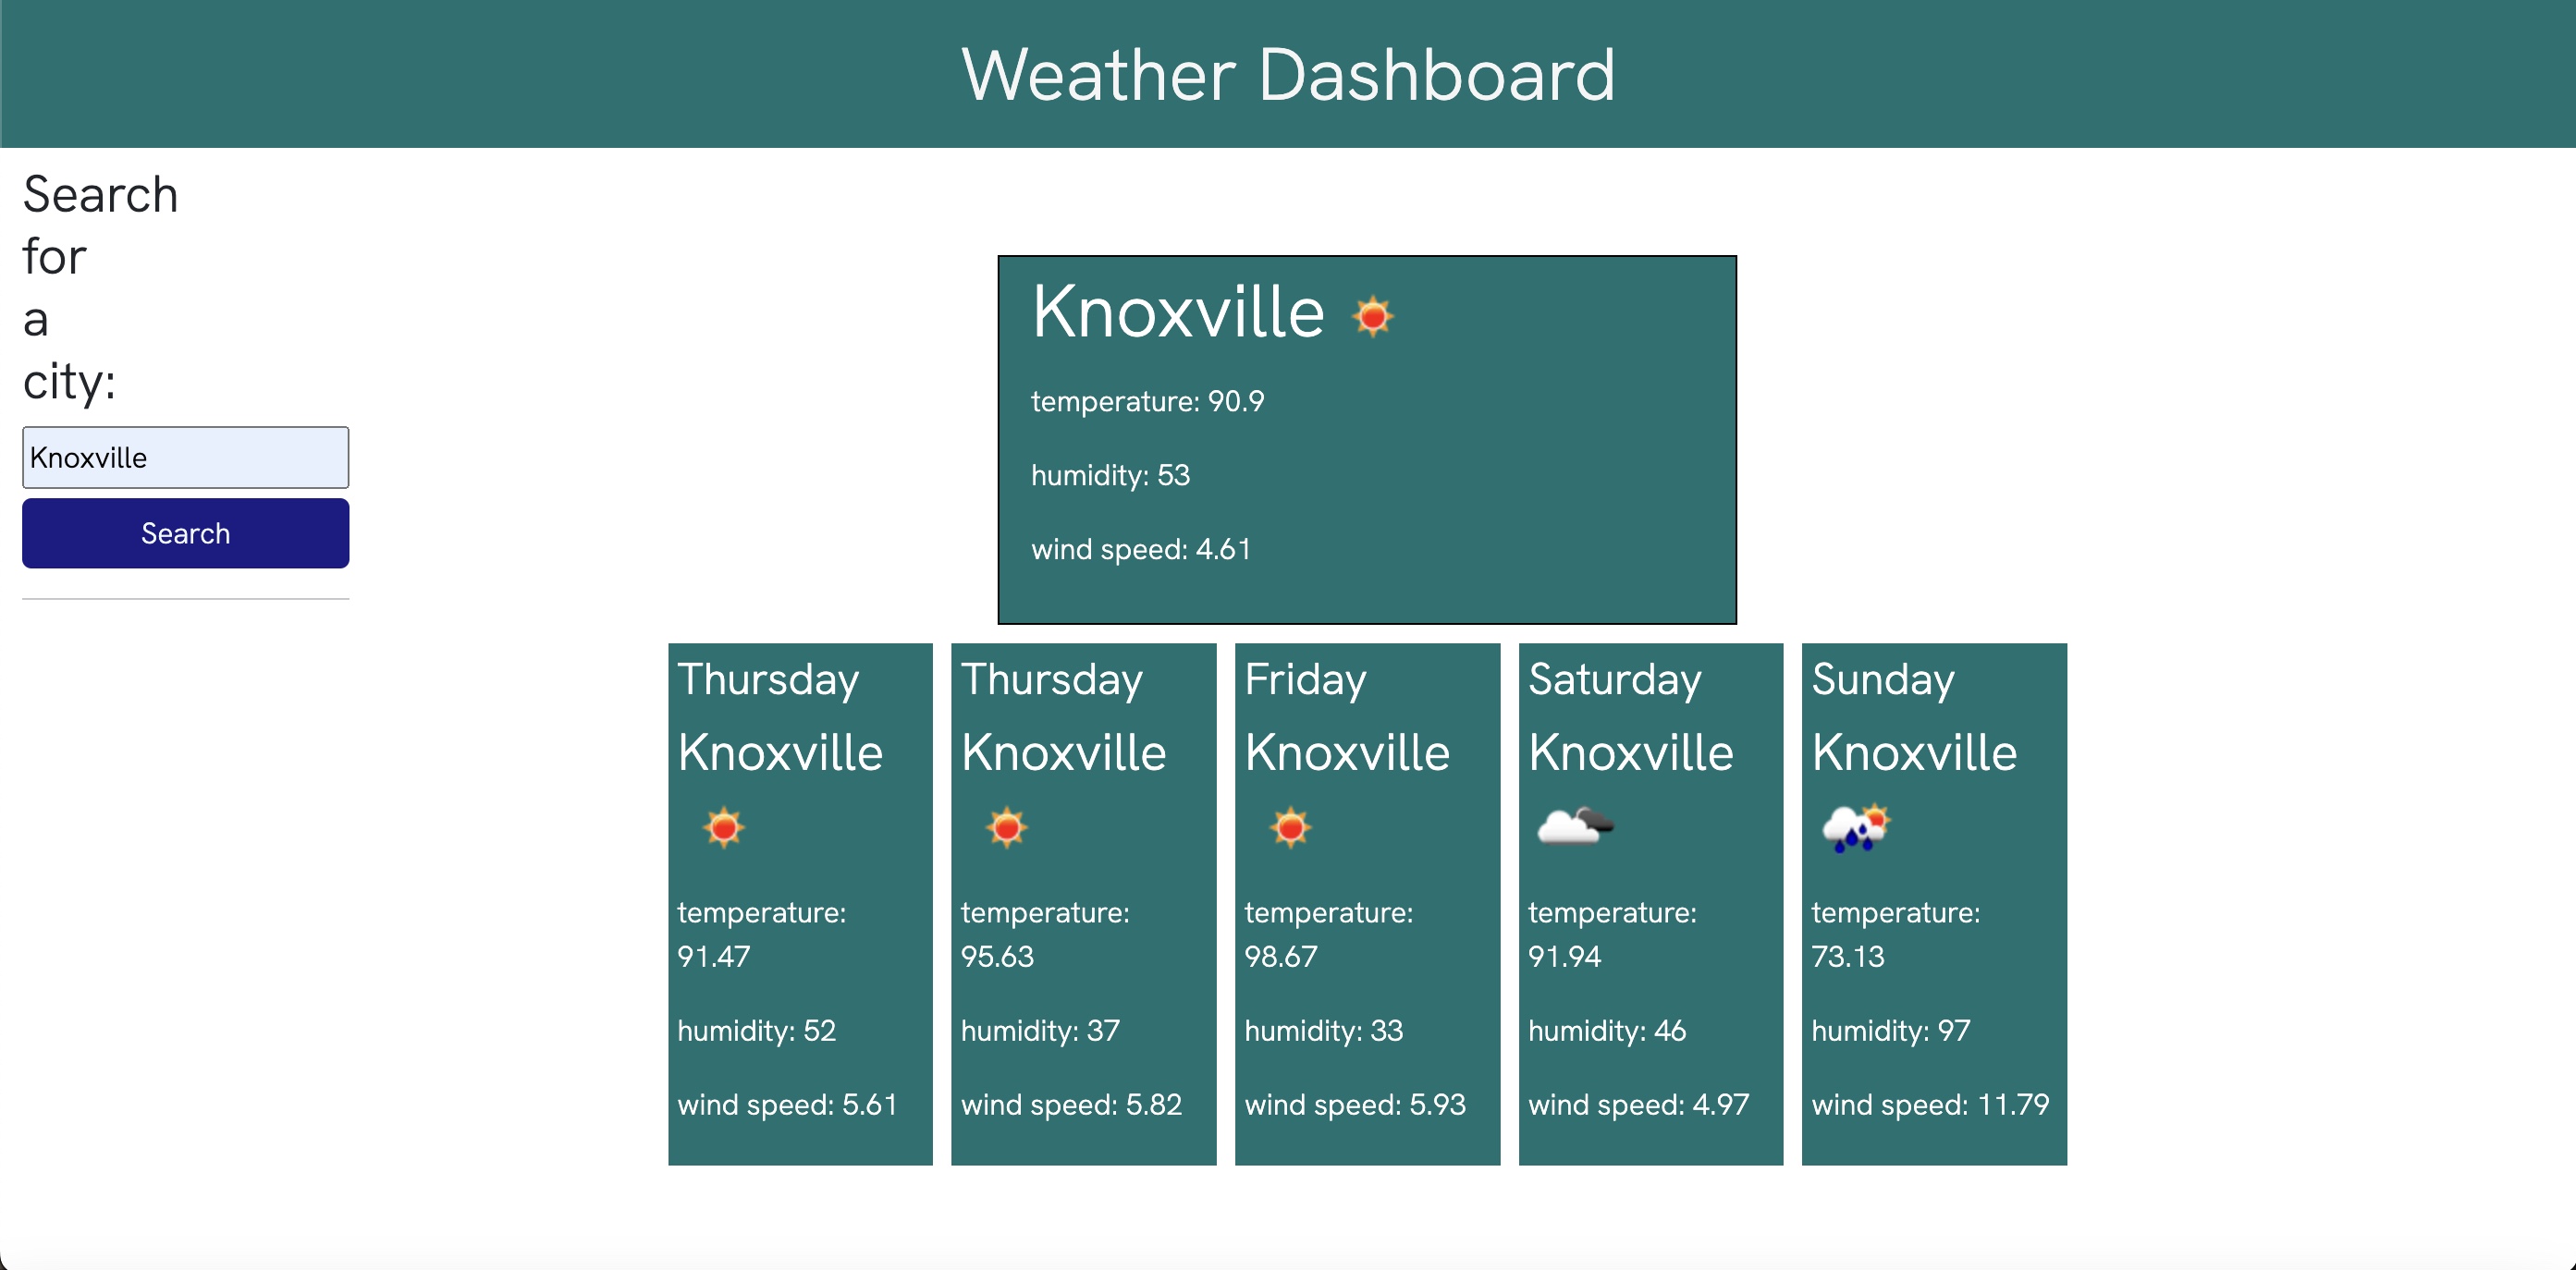 Weather Dashboard
Search
for
a
city:
Knoxville
Search
Knoxville
temperature: 90.9
humidity: 53
wind speed: 4.61
Thursday
Knoxville
temperature:
91.47
humidity: 52
wind speed: 5.61
Thursday
Knoxville
temperature:
95.63
humidity: 37
wind speed: 5.82
Friday
Knoxville
temperature:
98.67
humidity: 33
wind speed: 5.93
Saturday
Knoxville
temperature:
91.94
humidity: 46
wind speed: 4.97
Sunday
Knoxville
temperature:
73.13
humidity: 97
wind speed: 11.79